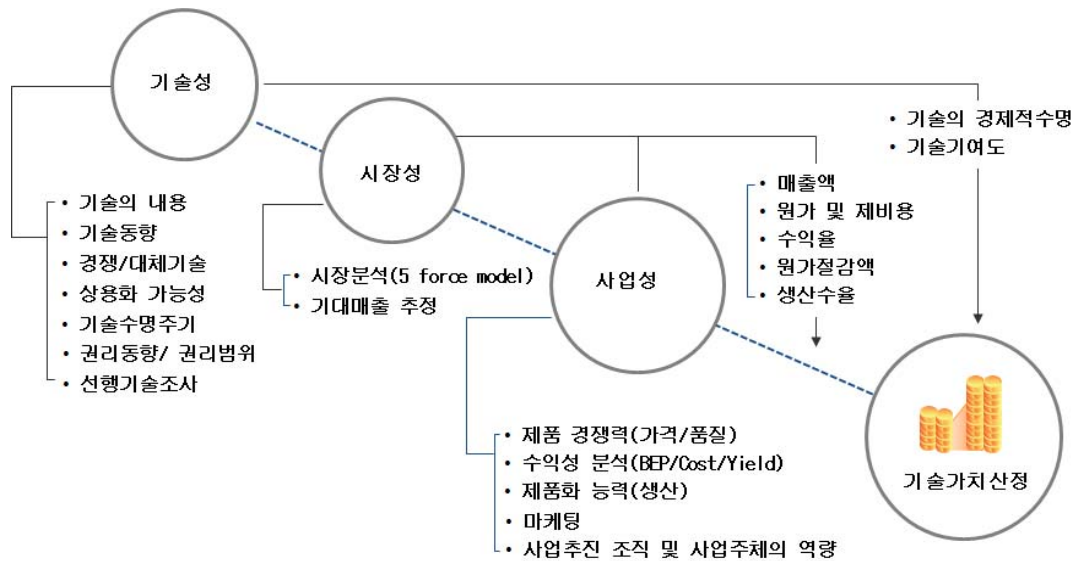 기술성
• 기술의 경제적수명
• 기술기여도
시장성
• 매출액
• 원가 및 제비용
• 수익율
• 원가절감액
• 생산수율
• 기술의 내용
• 기술동향
• 경쟁/대체기술
• 상용화 가능성
• 기술수명주기
• 권리동향/ 권리범위
• 선행기술조사
• 시장분석(5 force model)
• 기대매출 추정
사업성
• 제품 경쟁력(가격/품질)
• 수익성 분석(BEP/Cost/Yield)
• 제품화 능력(생산)
• 마케팅
• 사업추진 조직 및 사업주체의 역량
기술가치산정